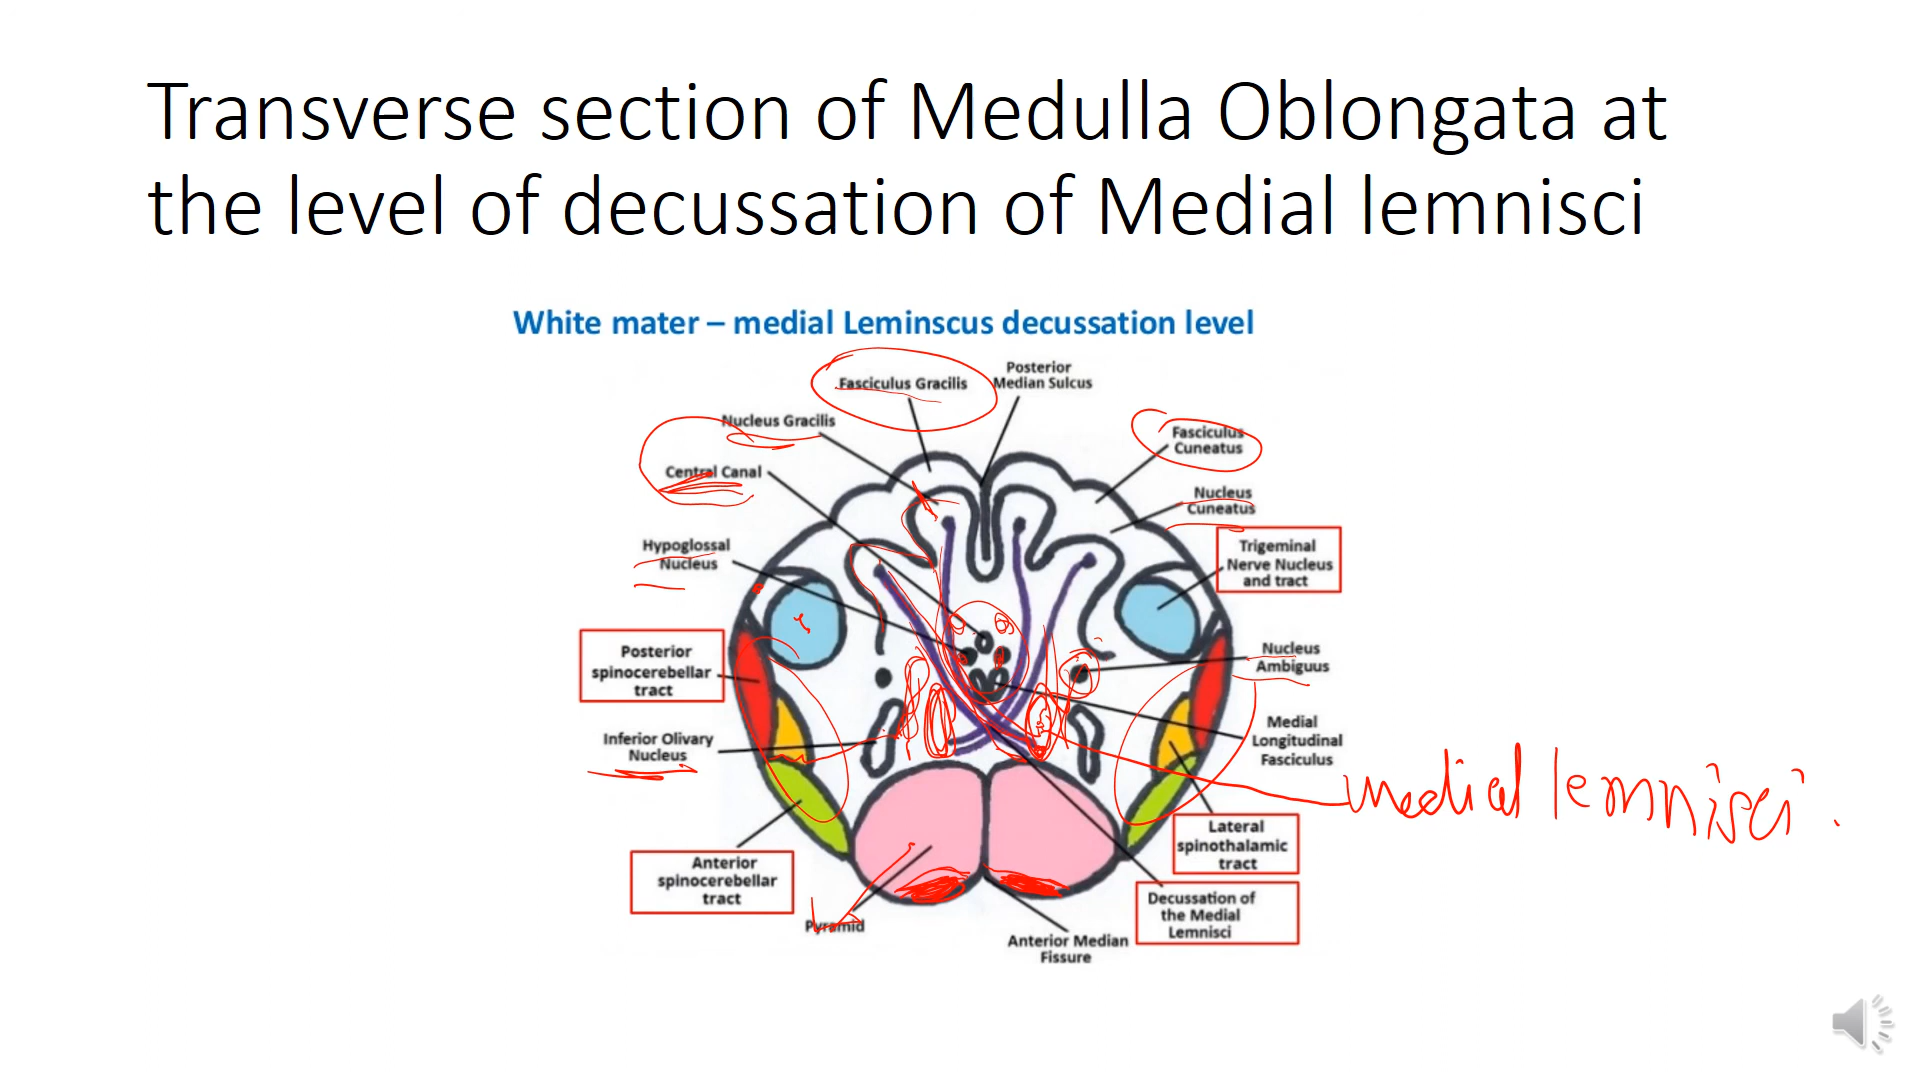 Transverse section of Medulla Oblongata at
the level of decussation of Medial lemnisci
White mater – medial Leminscus decussation level
Fasciculus Gracilis
Posterior
Median Sulcus
Nucleus Gracilis
Fasciculus
Cuneatus
Central Canal
Nucleus
Cuneatus
Hypoglossal
Nucleus
Trigeminal
Nerve Nucleus
and tract
Posterior
spinocerebellar
tract
Nucleus
Ambiguus
Inferior Olivary
Nucleus
Medial
Longitudinal
Fasciculus
medial lemnisci.
Lateral
spinothalamic
tract
Anterior
spinocerebellar
tract
Decussation of
the Medial
Lemnisci
Pyramid
Anterior Median
Fissure